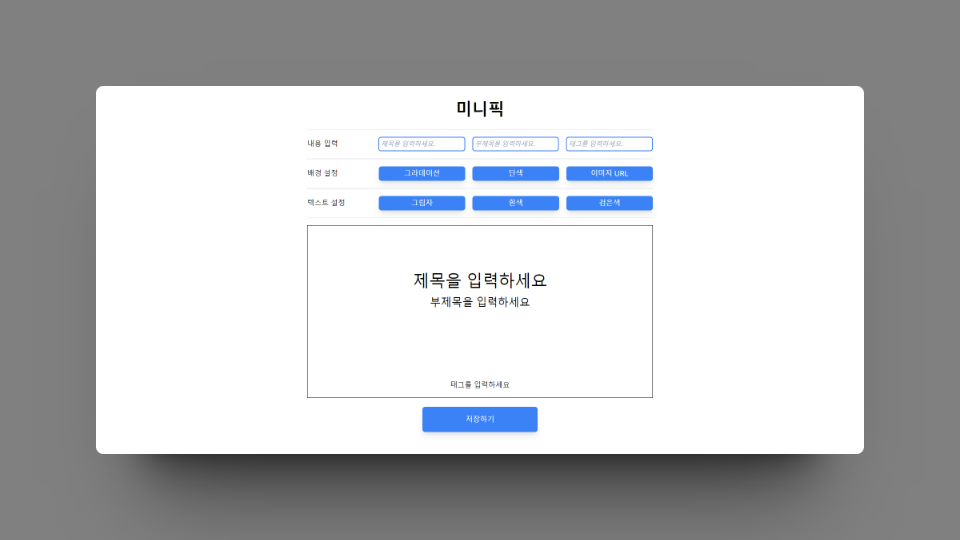 미니픽
내용 입력 제목을 입력하세요. 부제목을 입력하세요. 태그를 입력하세요.
배경 설정 그라데이션 단색 이미지 URL
텍스트 설정 그림자 흰색 검은색
제목을 입력하세요
부제목을 입력하세요
태그를 입력하세요
저장하기